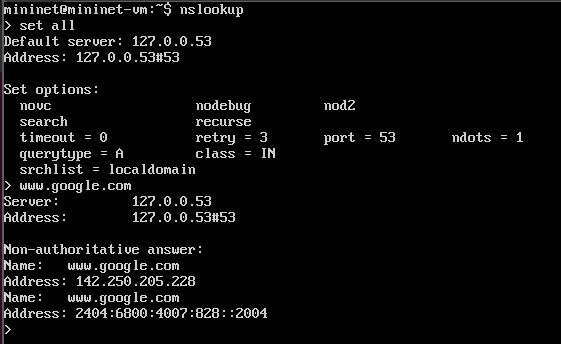 mininet@mininet-vm:~$ nslookup
> set all
Default server: 127.0.0.53
Address: 127.0.0.53#53
Set options:
novc nodebug nod2
search recurse
timeout = 0 retry = 3 port = 53 ndots = 1
querytype = A class = IN
srchlist = localdomain
> www.google.com
Server: 127.0.0.53
Address: 127.0.0.53#53
Non-authoritative answer:
Name: www.google.com
Address: 142.250.205.228
Name: www.google.com
Address: 2404:6800:4007:828::2004
>